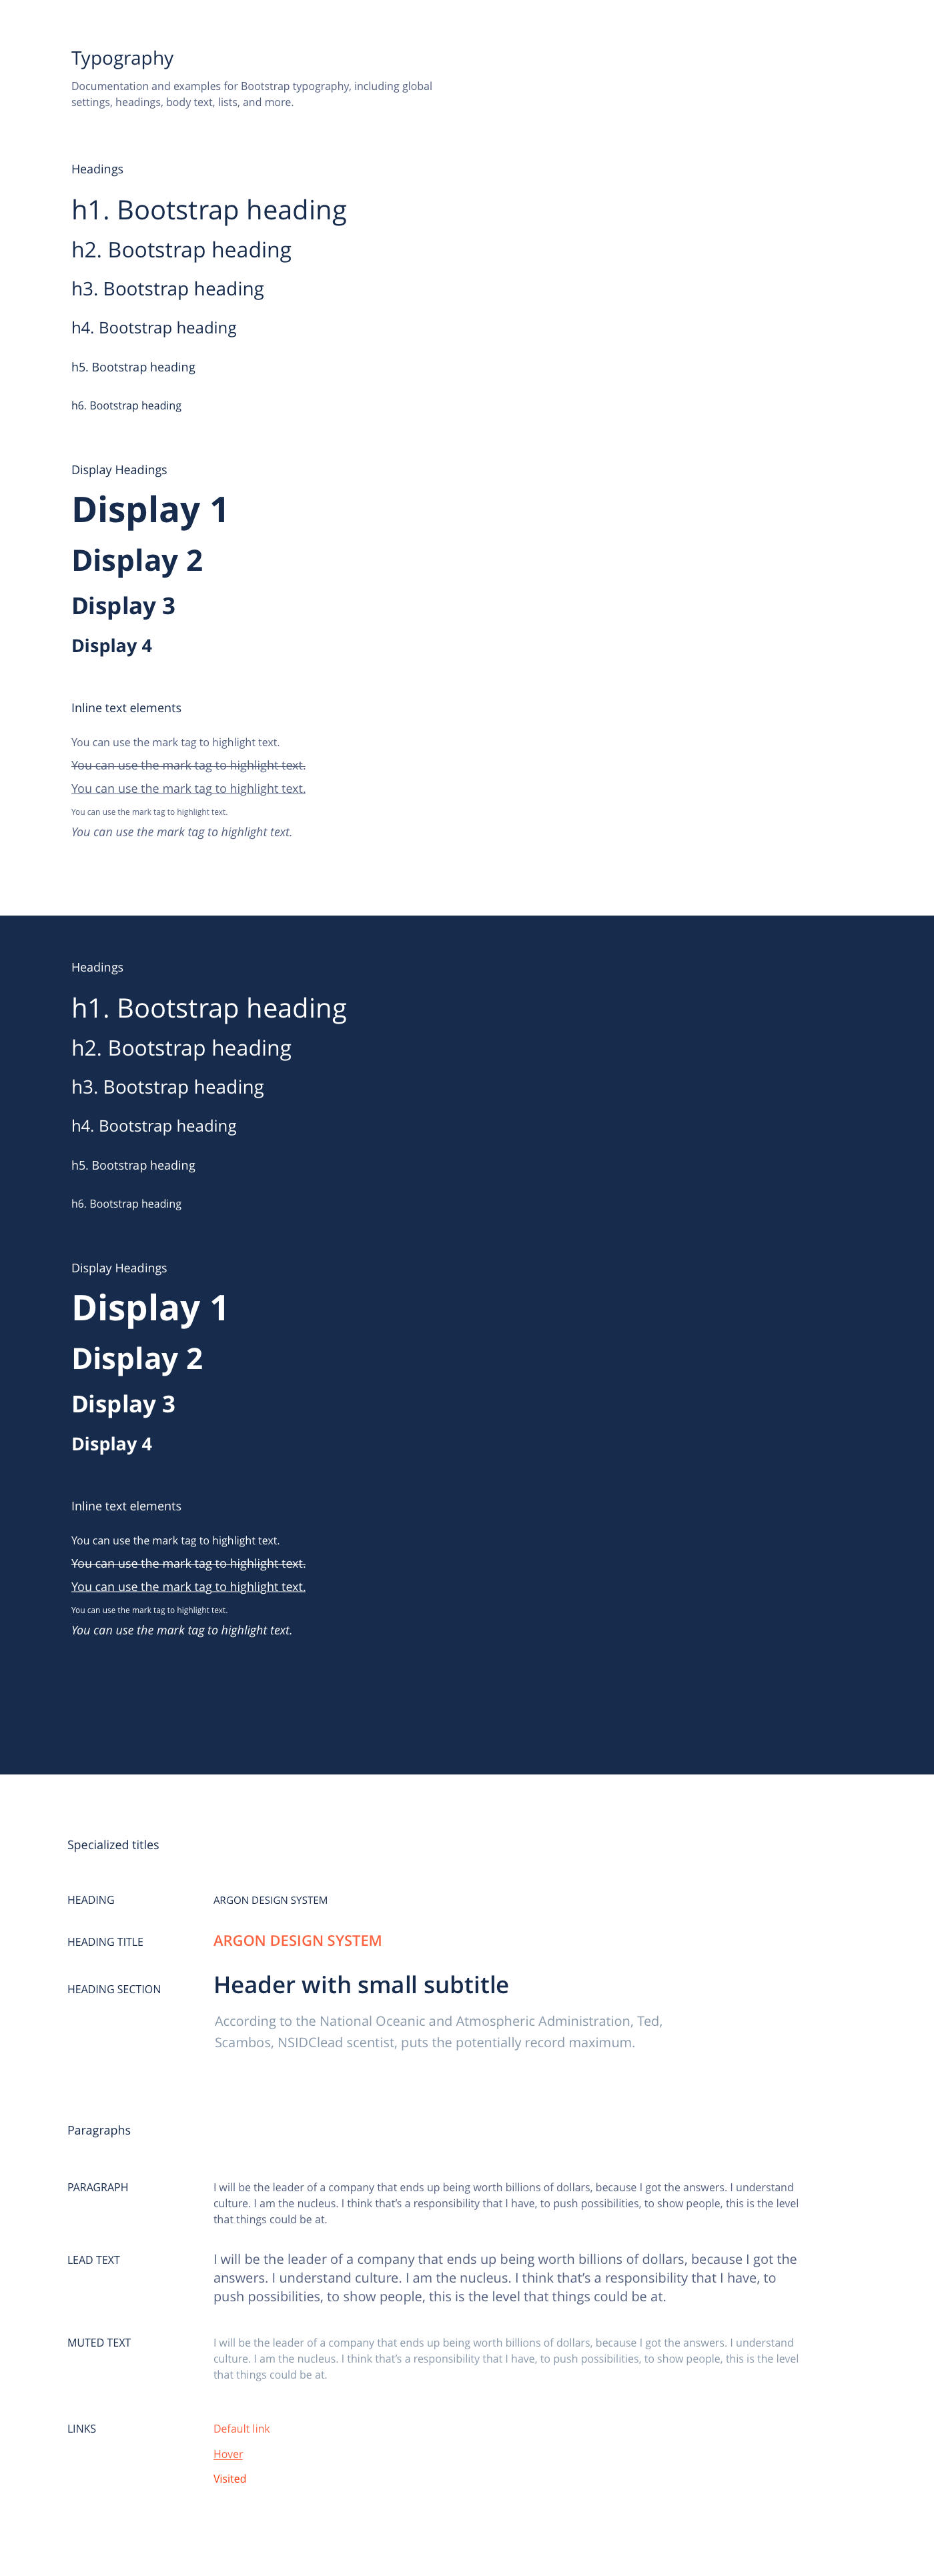 Typography
Documentation and examples for Bootstrap typography, including global
settings, headings, body text, lists, and more.
Headings
h1. Bootstrap heading
h2. Bootstrap heading
h3. Bootstrap heading
h4. Bootstrap heading
h5. Bootstrap heading
h6. Bootstrap heading
Display Headings
Display 1
Display 2
Display 3
Display 4
Inline text elements
You can use the mark tag to highlight text.
You can use the mark tag to highlight text.
You can use the mark tag to highlight text.
You can use the mark tag to highlight text.
You can use the mark tag to highlight text.
Headings
h1. Bootstrap heading
h2. Bootstrap heading
h3. Bootstrap heading
h4. Bootstrap heading
h5. Bootstrap heading
h6. Bootstrap heading
Display Headings
Display 1
Display 2
Display 3
Display 4
Inline text elements
You can use the mark tag to highlight text.
You can use the mark tag to highlight text.
You can use the mark tag to highlight text.
You can use the mark tag to highlight text.
You can use the mark tag to highlight text.
Specialized titles
HEADING ARGON DESIGN SYSTEM
HEADING TITLE ARGON DESIGN SYSTEM
HEADING SECTION Header with small subtitle
According to the National Oceanic and Atmospheric Administration, Ted,
Scambos, NSIDClead scentist, puts the potentially record maximum.
Paragraphs
PARAGRAPH I will be the leader of a company that ends up being worth billions of dollars, because I got the answers. I understand
culture. I am the nucleus. I think that’s a responsibility that I have, to push possibilities, to show people, this is the level
that things could be at.
LEAD TEXT I will be the leader of a company that ends up being worth billions of dollars, because I got the
answers. I understand culture. I am the nucleus. I think that’s a responsibility that I have, to
push possibilities, to show people, this is the level that things could be at.
MUTED TEXT I will be the leader of a company that ends up being worth billions of dollars, because I got the answers. I understand
culture. I am the nucleus. I think that’s a responsibility that I have, to push possibilities, to show people, this is the level
that things could be at.
LINKS Default link
Hover
Visited